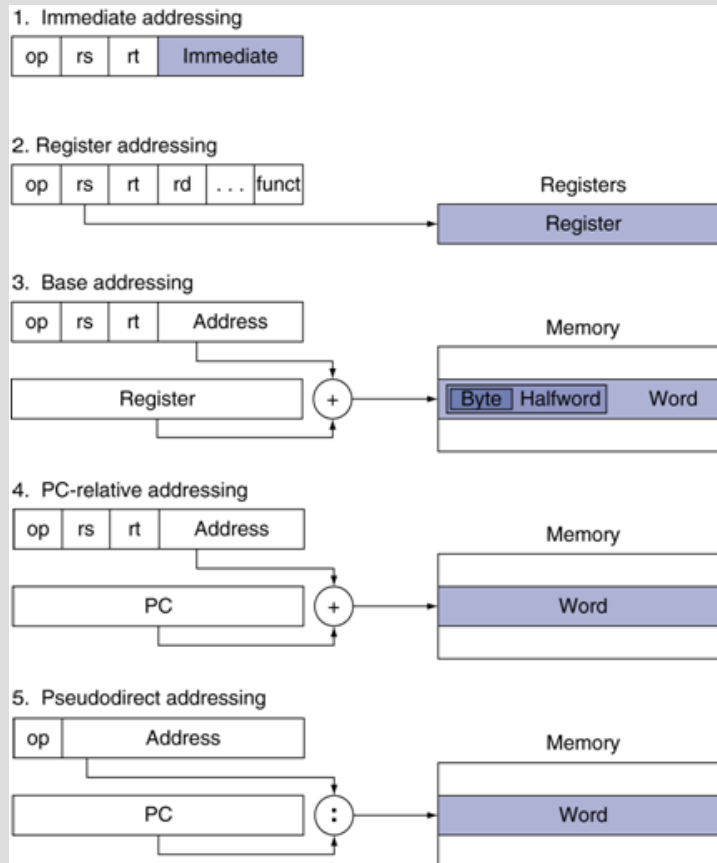 1. Immediate addressing
op rs rt Immediate
2. Register addressing
op rs rt rd . . . funct
Registers
Register
3. Base addressing
op rs rt Address
Memory
Register + Byte Halfword Word
4. PC-relative addressing
op rs rt Address
Memory
PC + Word
5. Pseudodirect addressing
op Address
Memory
PC : Word